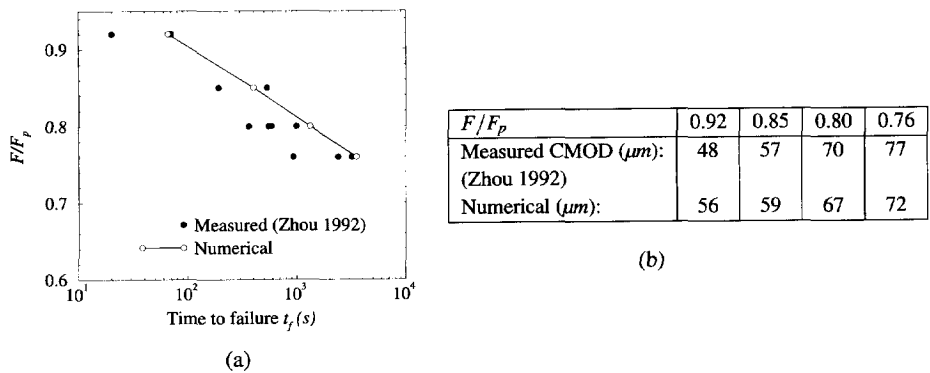 0.9
0.8
0.7
0.6
F/Fp
Measured (Zhou 1992)
Numerical
10^1 10^2 10^3 10^4
Time to failure t_f (s)
(a)
F/Fp 0.92 0.85 0.80 0.76
Measured CMOD (μm): 48 57 70 77
(Zhou 1992)
Numerical (μm): 56 59 67 72
(b)